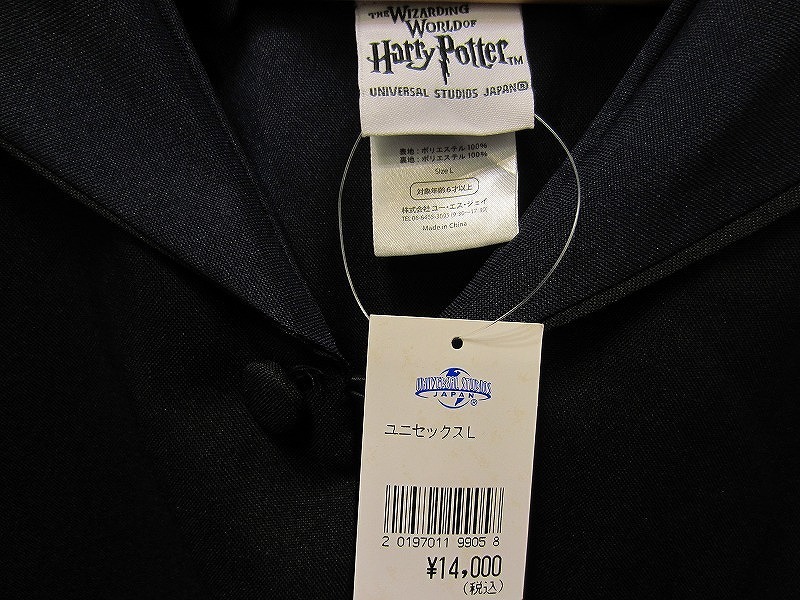 THE WIZARDING
WORLD OF
Harry Potter™
UNIVERSAL STUDIOS JAPAN®
表地：ポリエステル100%
裏地：ポリエステル100%
Size L
対象年齢6才以上
株式会社ユー・エス・ジェイ
Made in China
UNIVERSAL STUDIOS
JAPAN®
ユニセックスL
2 0197011 9905 8
¥14,000
(税込)